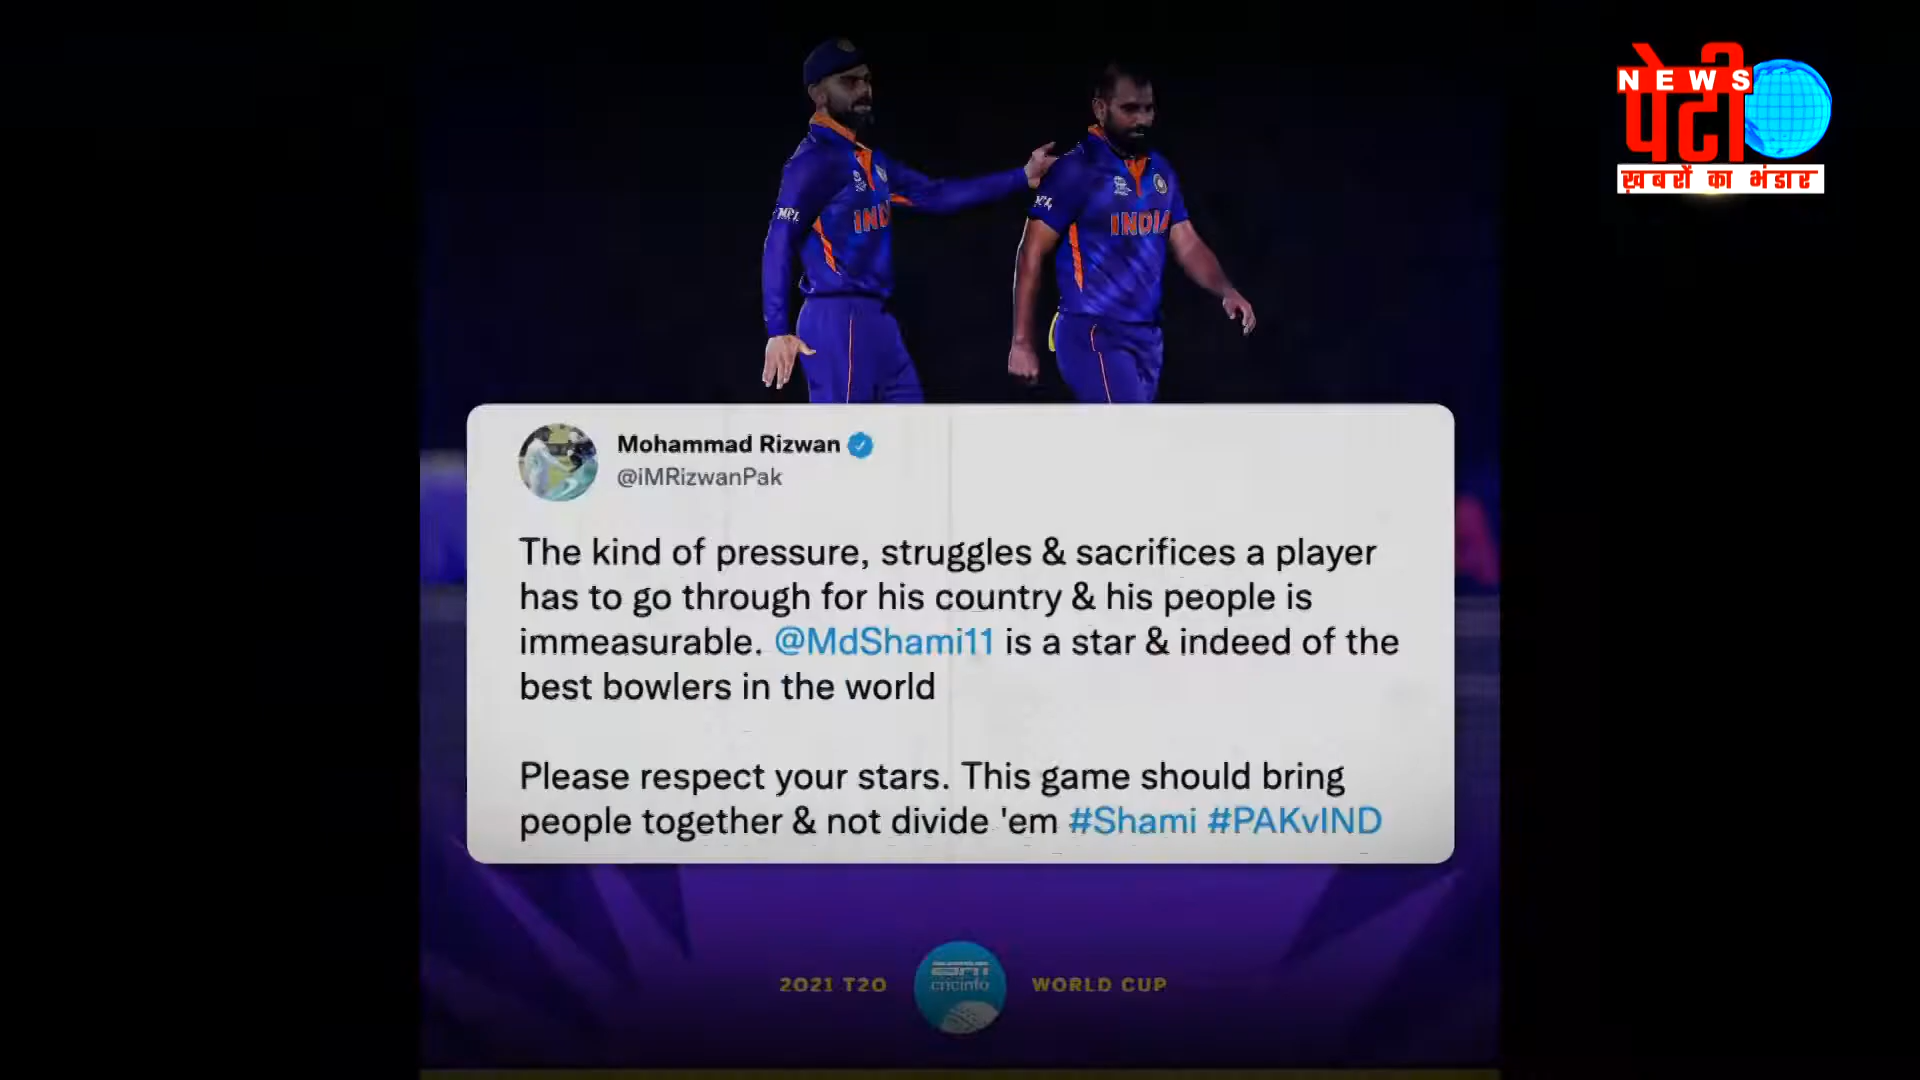 NEWS
पेटी
ख़बरों का भंडार
MPL
INDIA
INDIA
Mohammad Rizwan
@iMRizwanPak
The kind of pressure, struggles & sacrifices a player
has to go through for his country & his people is
immeasurable. @MdShami11 is a star & indeed of the
best bowlers in the world
Please respect your stars. This game should bring
people together & not divide 'em #Shami #PAKvIND
2021 T20
ESPN
cricinfo
WORLD CUP